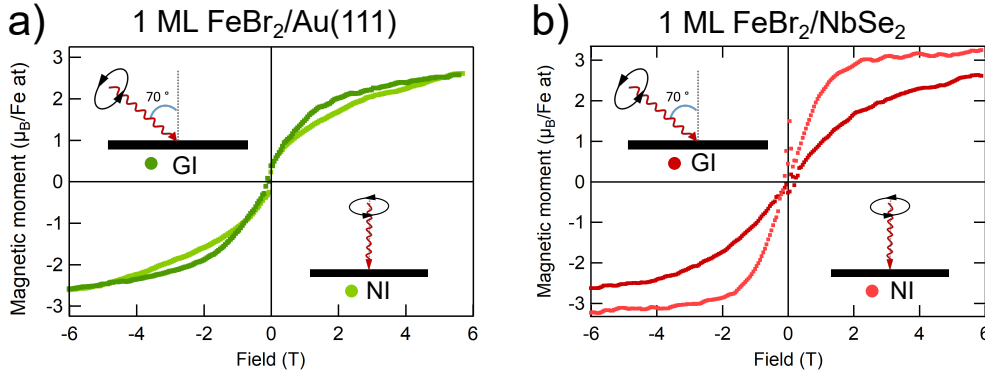 a) 1 ML FeBr₂/Au(111)
Magnetic moment (μB/Fe at)
3
2
1
0
-1
-2
-3
70 °
GI
NI
-6 -4 -2 0 2 4 6
Field (T)
b) 1 ML FeBr₂/NbSe₂
Magnetic moment (μB/Fe at)
3
2
1
0
-1
-2
-3
70 °
GI
NI
-6 -4 -2 0 2 4 6
Field (T)